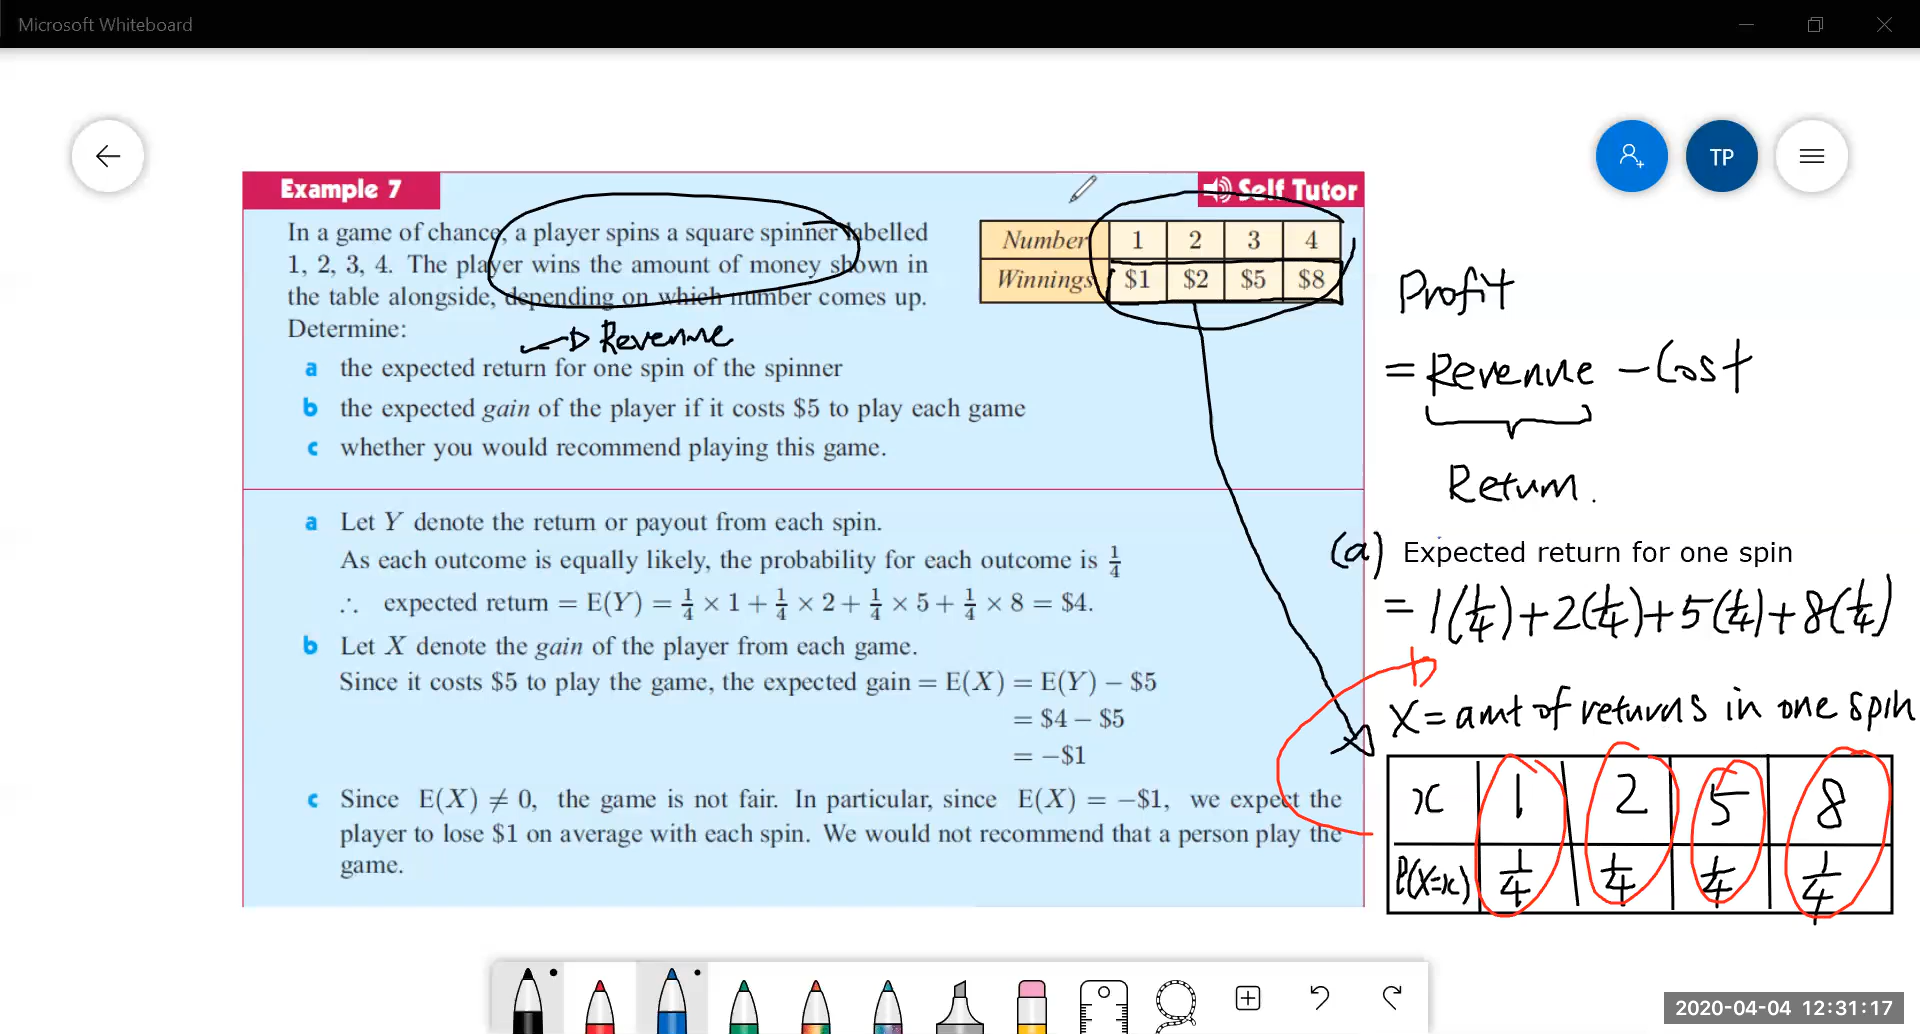 Microsoft Whiteboard
TP
Example 7
Self Tutor
In a game of chance, a player spins a square spinner labelled
1, 2, 3, 4. The player wins the amount of money shown in
the table alongside, depending on which number comes up.
Determine:
Number 1 2 3 4
Winnings $1 $2 $5 $8
Revenue
a the expected return for one spin of the spinner
b the expected gain of the player if it costs $5 to play each game
c whether you would recommend playing this game.
a Let Y denote the return or payout from each spin.
As each outcome is equally likely, the probability for each outcome is 1/4
∴ expected return = E(Y) = 1/4 × 1 + 1/4 × 2 + 1/4 × 5 + 1/4 × 8 = $4.
b Let X denote the gain of the player from each game.
Since it costs $5 to play the game, the expected gain = E(X) = E(Y) − $5
= $4 − $5
= −$1
c Since E(X) ≠ 0, the game is not fair. In particular, since E(X) = −$1, we expect the
player to lose $1 on average with each spin. We would not recommend that a person play the
game.
Profit
= Revenue − Cost
Return.
(a) Expected return for one spin
= 1(1/4) + 2(1/4) + 5(1/4) + 8(1/4)
X = amt of returns in one spin
x 1 2 5 8
P(X=x) 1/4 1/4 1/4 1/4
2020-04-04 12:31:17